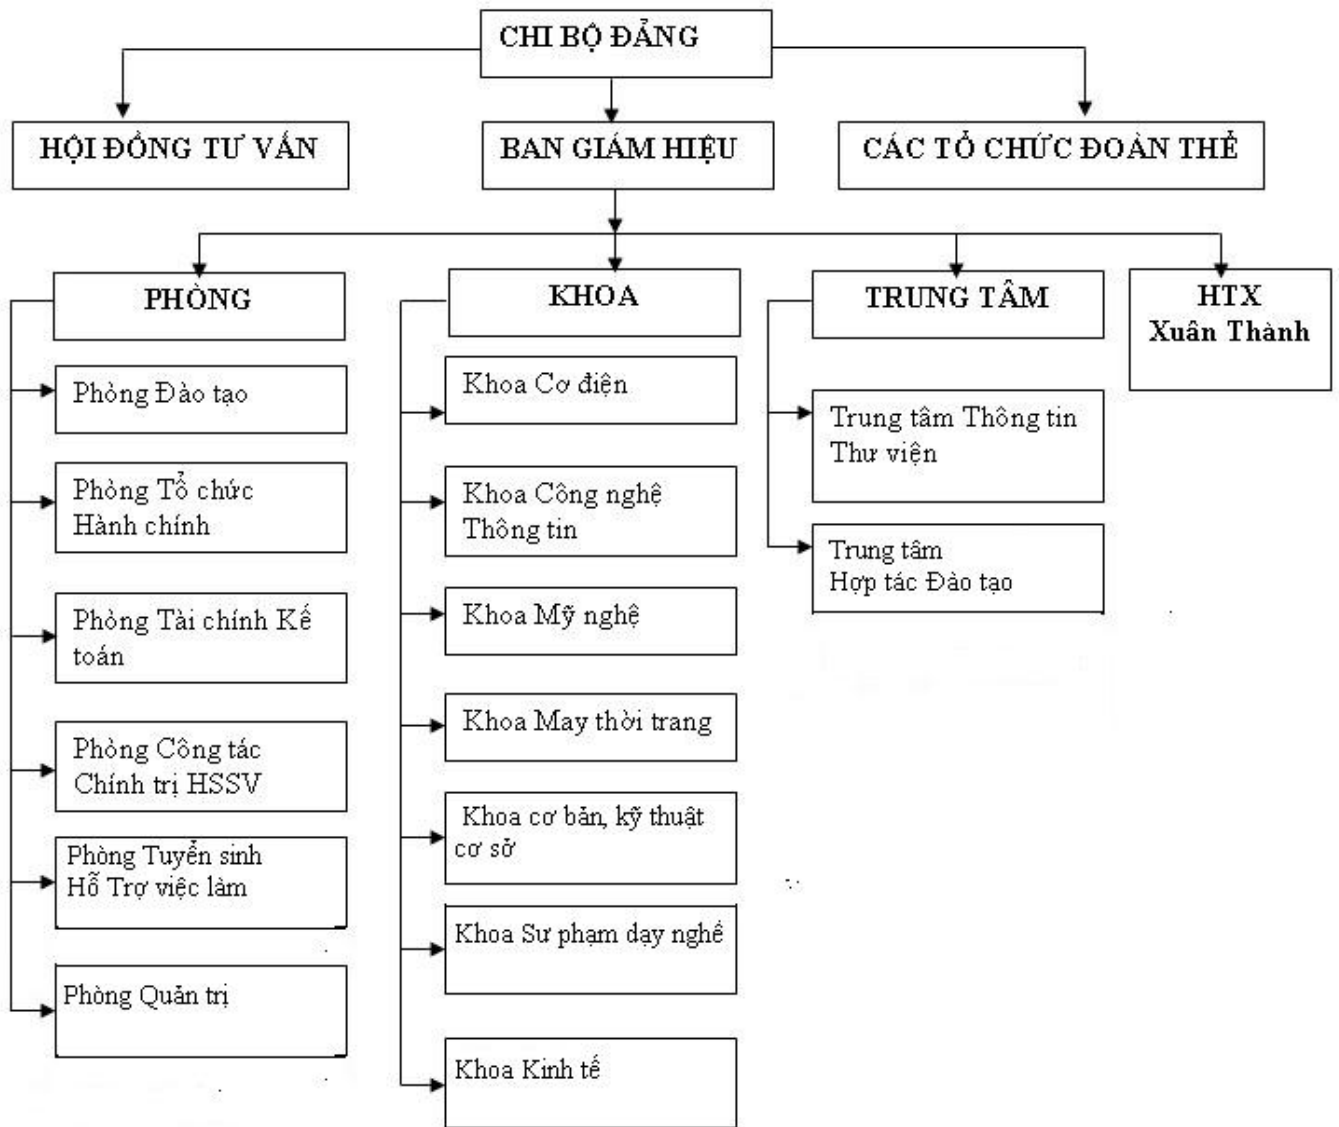 CHI BỘ ĐẢNG
HỘI ĐỒNG TƯ VẤN
BAN GIÁM HIỆU
CÁC TỔ CHỨC ĐOÀN THỂ
PHÒNG
KHOA
TRUNG TÂM
HTX
Xuân Thành
Phòng Đào tạo
Phòng Tổ chức
Hành chính
Phòng Tài chính Kế
toán
Phòng Công tác
Chính trị HSSV
Phòng Tuyển sinh
Hỗ Trợ việc làm
Phòng Quản trị
Khoa Cơ điện
Khoa Công nghệ
Thông tin
Khoa Mỹ nghệ
Khoa May thời trang
Khoa cơ bản, kỹ thuật
cơ sở
Khoa Sư phạm dạy nghề
Khoa Kinh tế
Trung tâm Thông tin
Thư viện
Trung tâm
Hợp tác Đào tạo